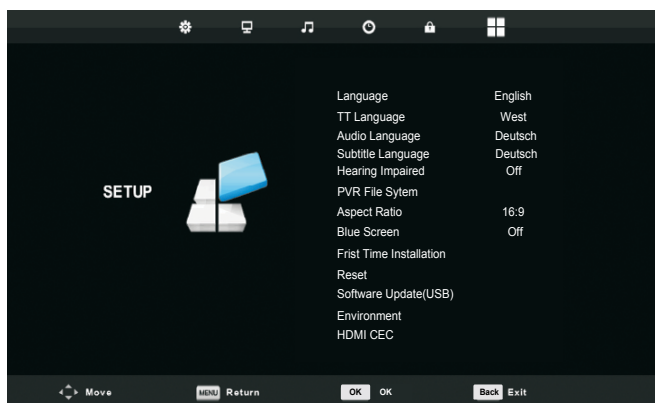 Language English
TT Language West
Audio Language Deutsch
Subtitle Language Deutsch
Hearing Impaired Off
SETUP
PVR File Sytem
Aspect Ratio 16:9
Blue Screen Off
Frist Time Installation
Reset
Software Update(USB)
Environment
HDMI CEC
Move MENU Return OK OK Back Exit